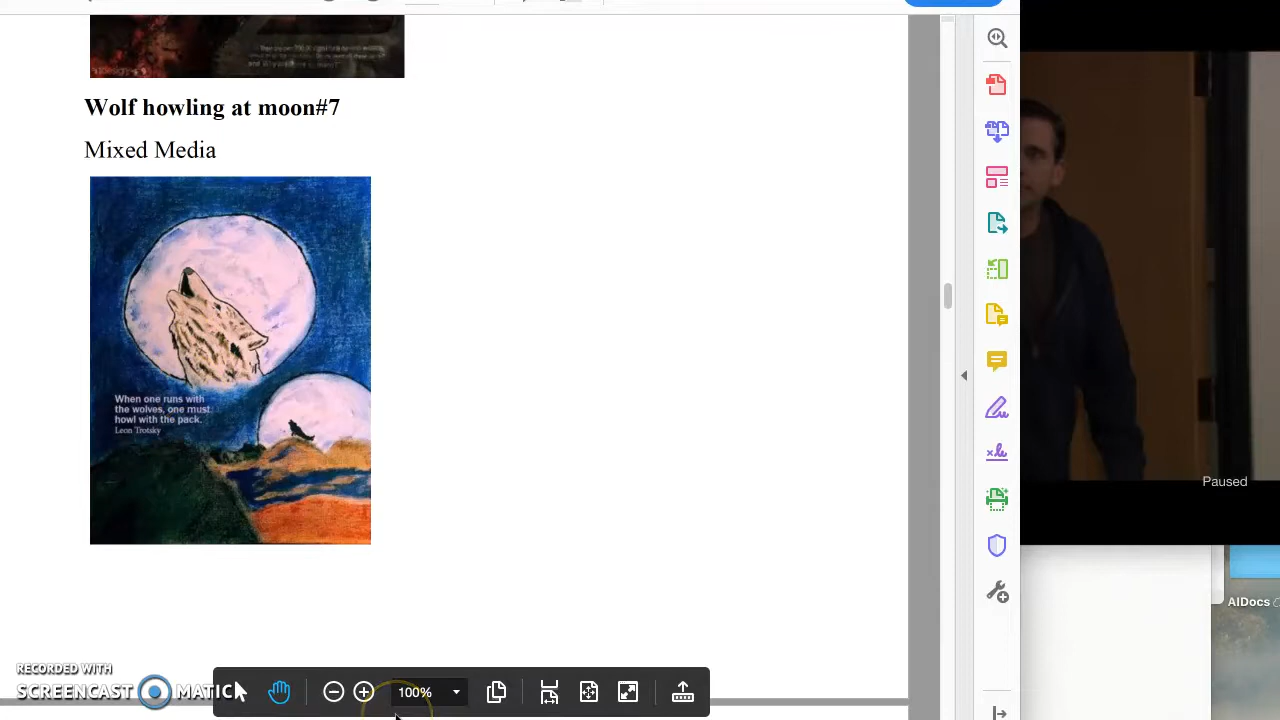 Wolf howling at moon#7
Mixed Media
When one runs with
the wolves, one must
howl with the pack.
Leon Trotsky
Paused
AIDocs
RECORDED WITH
SCREENCAST MATIC
100%